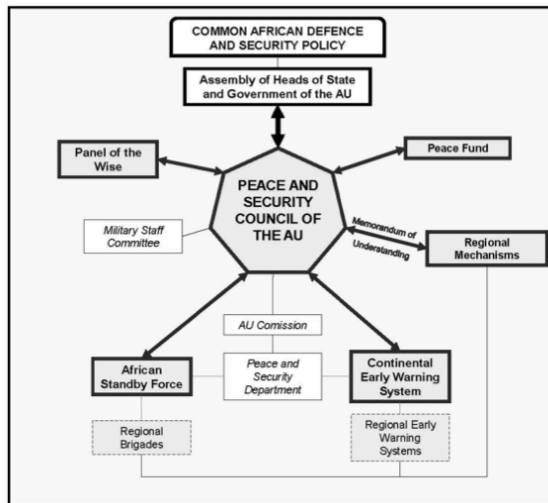 COMMON AFRICAN DEFENCE
AND SECURITY POLICY
Assembly of Heads of State
and Government of the AU
Panel of the
Wise
Peace Fund
PEACE AND
SECURITY
COUNCIL OF
THE AU
Military Staff
Committee
Memorandum of
Understanding
Regional
Mechanisms
AU Comission
African
Standby Force
Peace and
Security
Department
Continental
Early Warning
System
Regional
Brigades
Regional Early
Warning
Systems